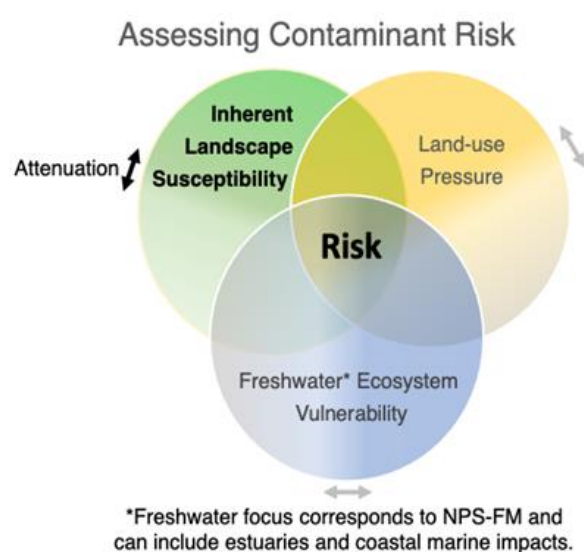 Assessing Contaminant Risk
Inherent
Landscape
Susceptibility
Attenuation
Land-use
Pressure
Risk
Freshwater* Ecosystem
Vulnerability
*Freshwater focus corresponds to NPS-FM and
can include estuaries and coastal marine impacts.